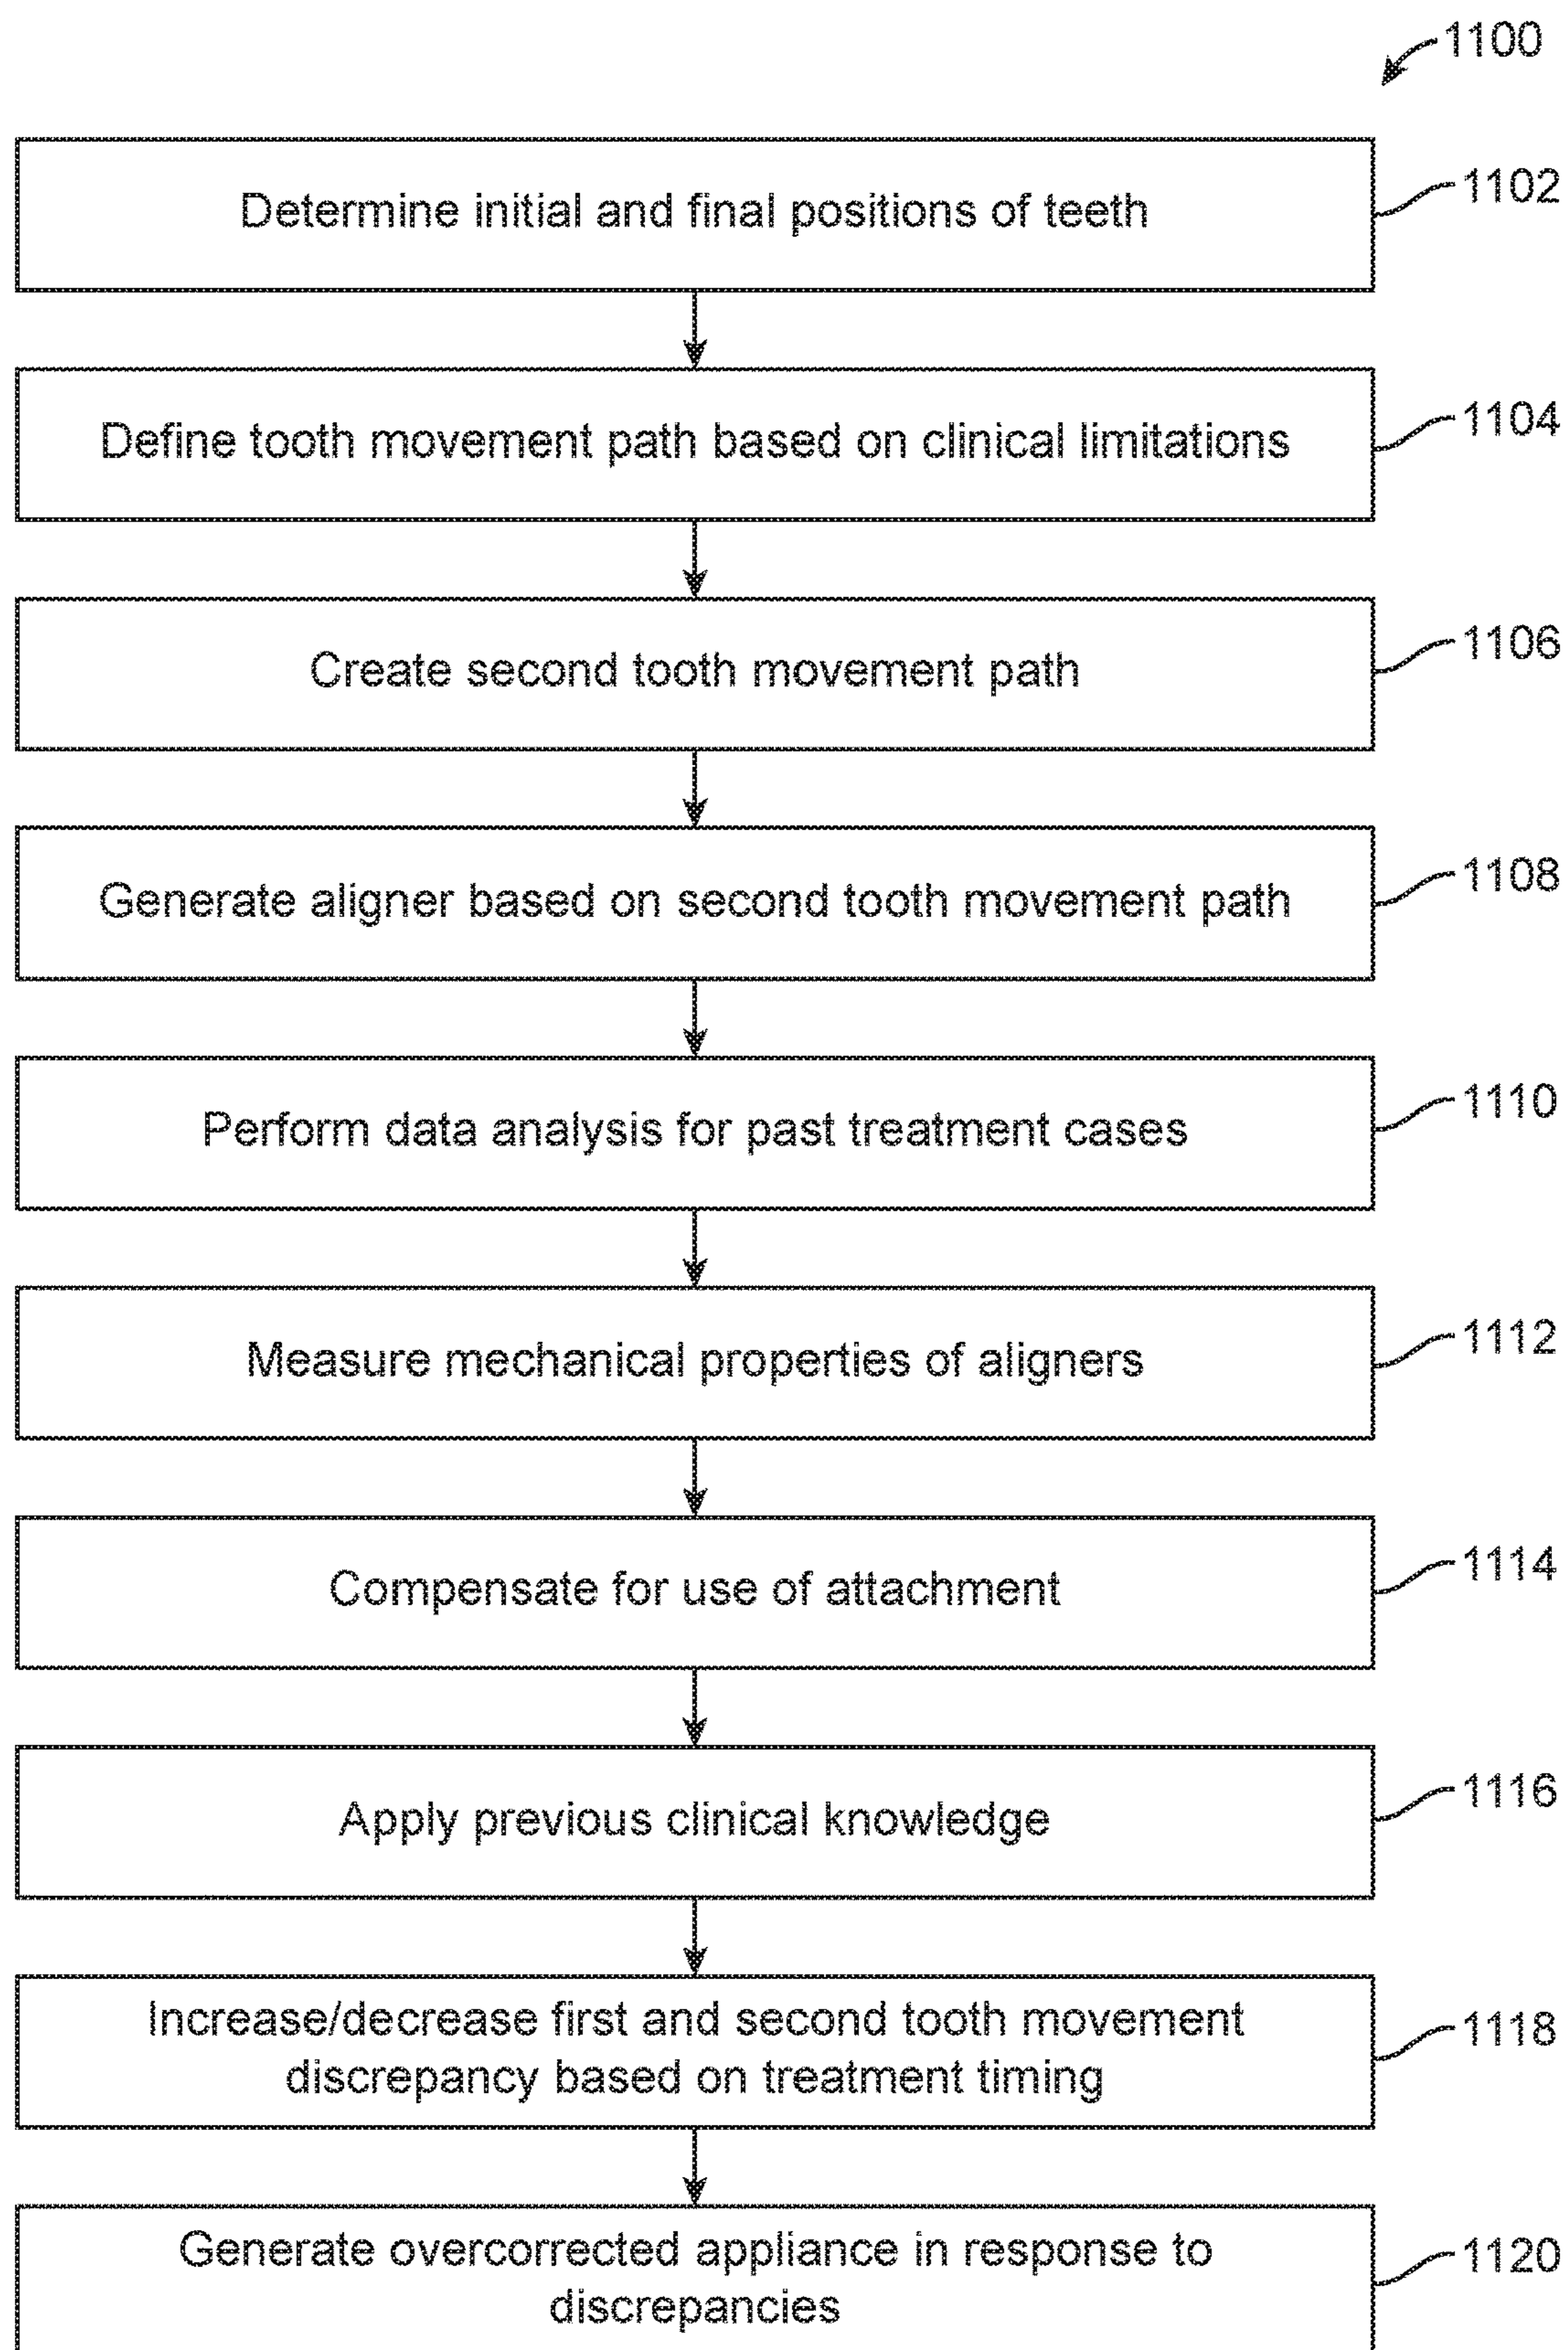 1100
Determine initial and final positions of teeth
1102
Define tooth movement path based on clinical limitations
1104
Create second tooth movement path
1106
Generate aligner based on second tooth movement path
1108
Perform data analysis for past treatment cases
1110
Measure mechanical properties of aligners
1112
Compensate for use of attachment
1114
Apply previous clinical knowledge
1116
Increase/decrease first and second tooth movement
discrepancy based on treatment timing
1118
Generate overcorrected appliance in response to
discrepancies
1120